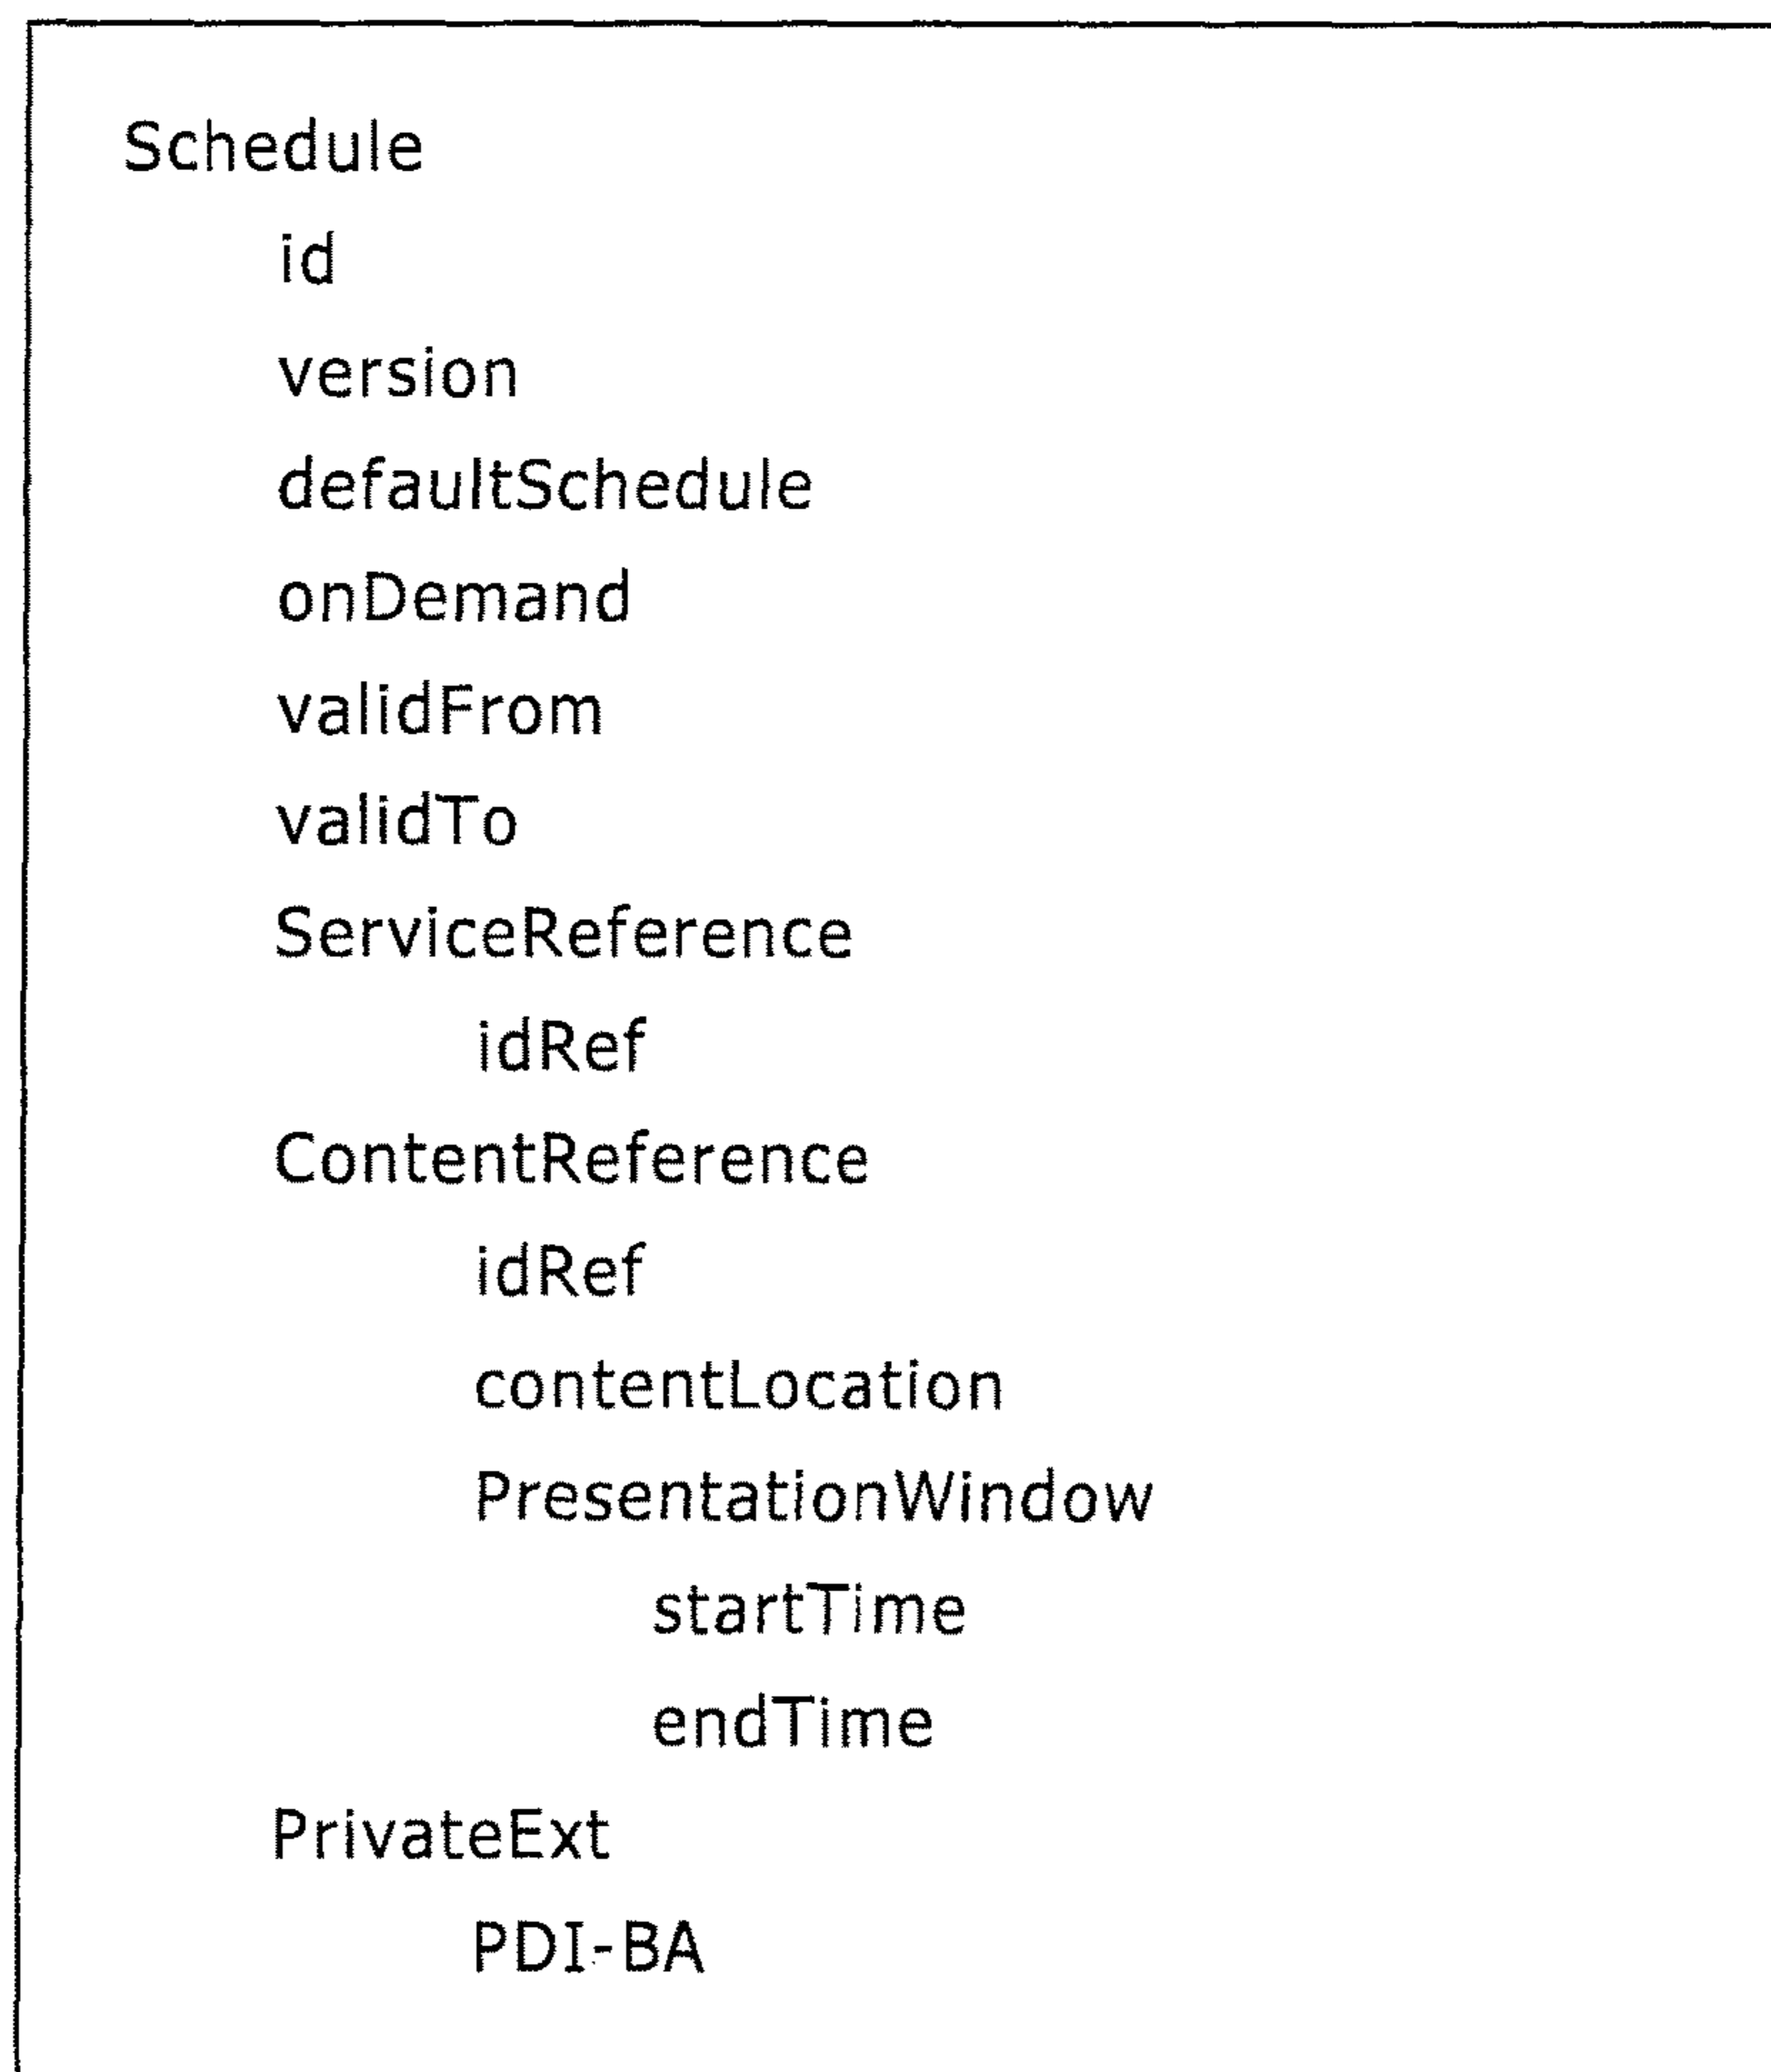 Schedule
id
version
defaultSchedule
onDemand
validFrom
validTo
ServiceReference
idRef
ContentReference
idRef
contentLocation
PresentationWindow
startTime
endTime
PrivateExt
PDI-BA